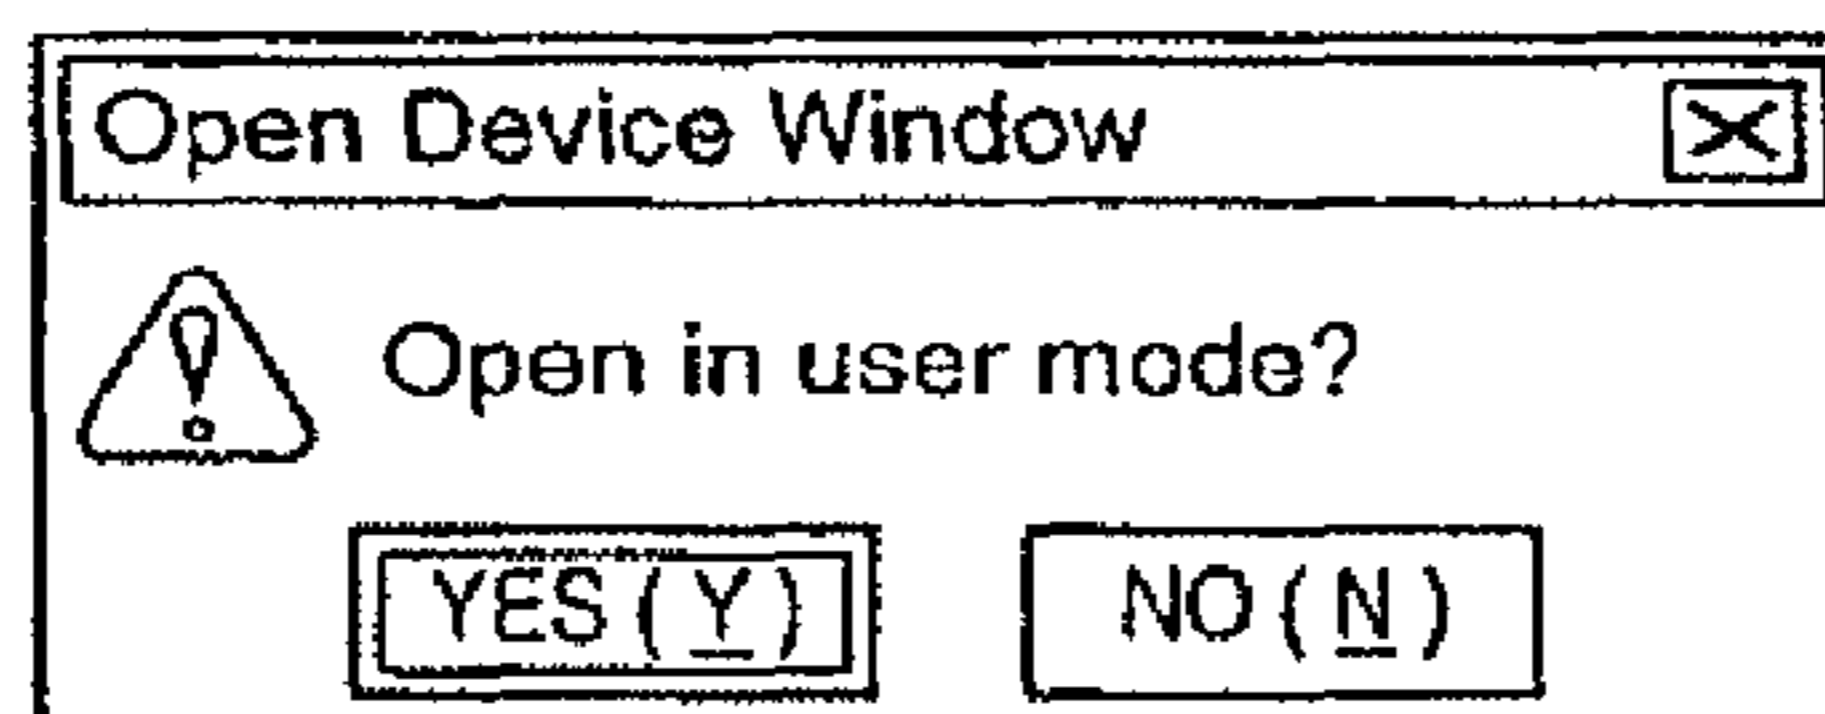 Open Device Window
Open in user mode?
YES ( Y ) NO ( N )